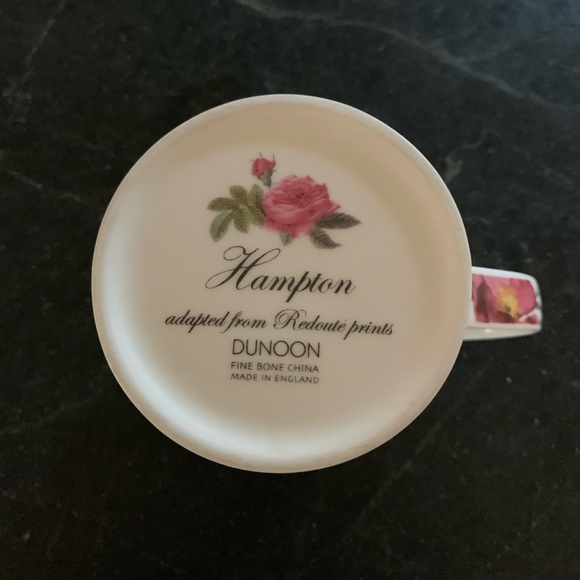 Hampton
adapted from Redouté prints
DUNOON
FINE BONE CHINA
MADE IN ENGLAND